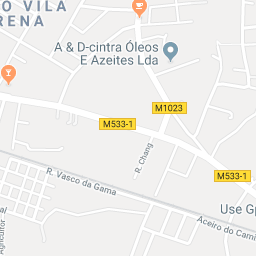 O VILA
RENA
A & D-cintra Óleos
E Azeites Lda
M1023
M533-1
R. Chang
M533-1
R. Vasco da Gama
Use Gp
Aceiro do Cami